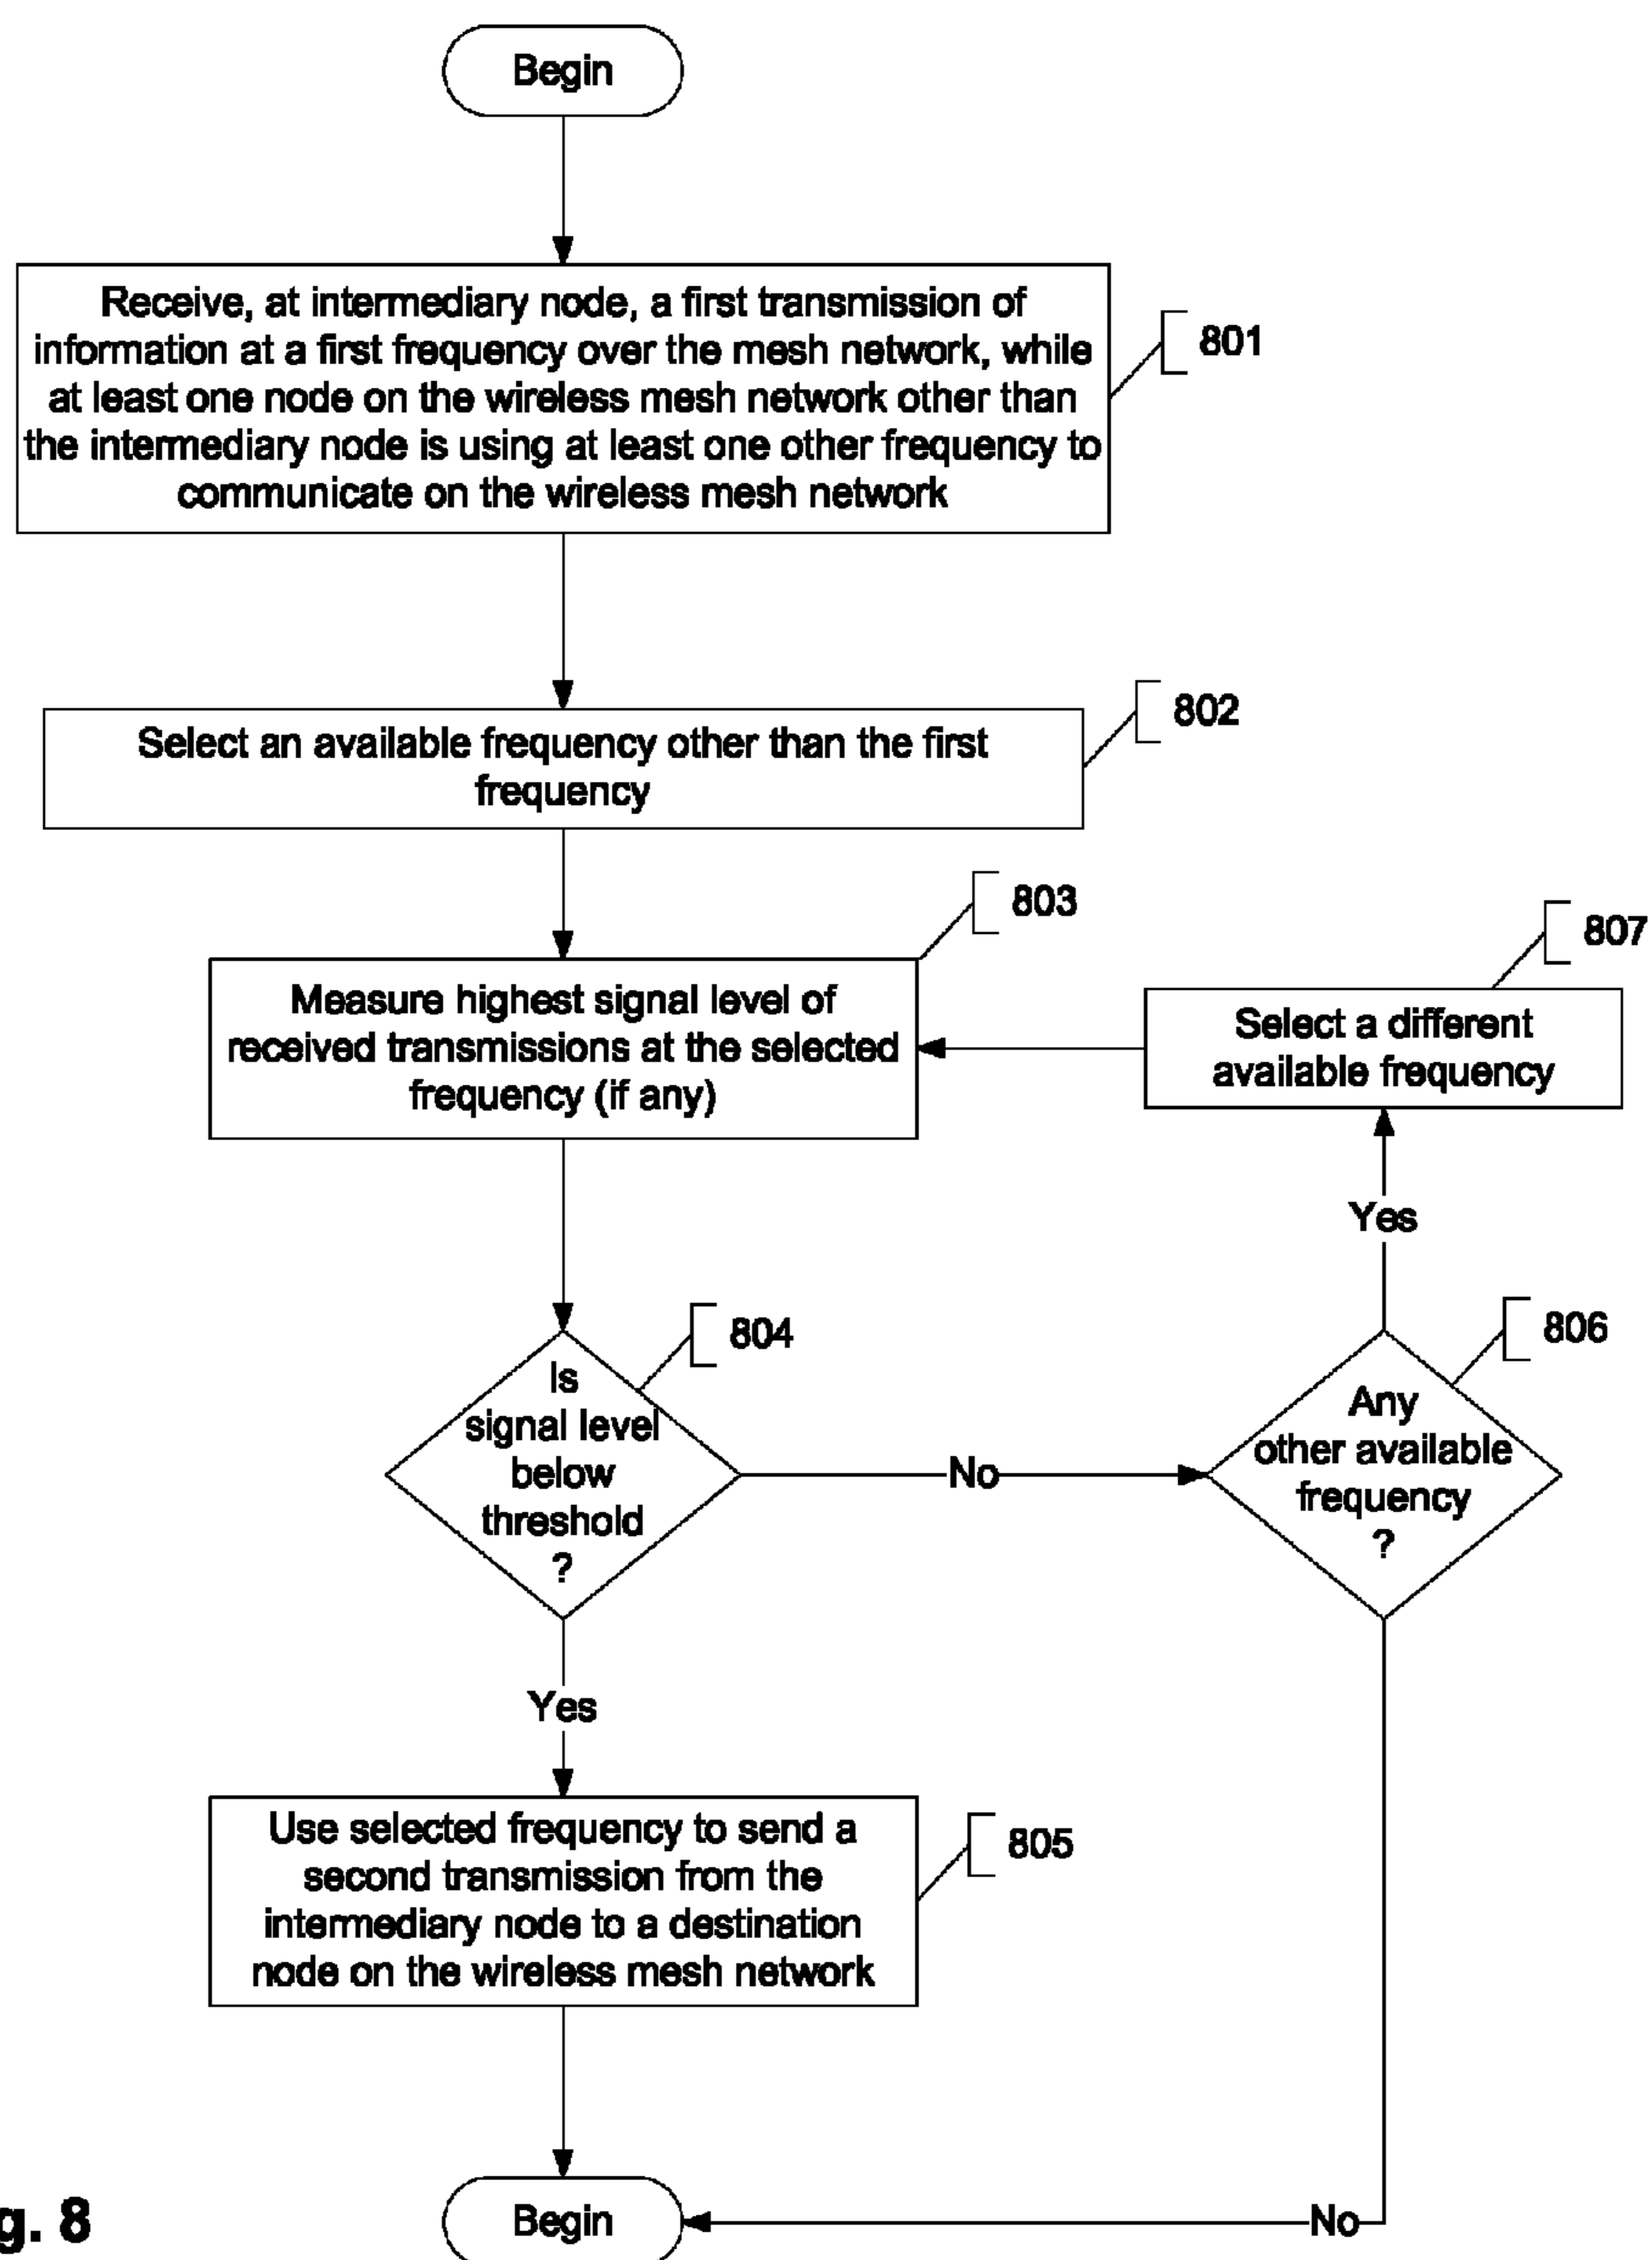 Begin
Receive, at intermediary node, a first transmission of
information at a first frequency over the mesh network, while
at least one node on the wireless mesh network other than
the intermediary node is using at least one other frequency to
communicate on the wireless mesh network
801
Select an available frequency other than the first
frequency
802
803
Measure highest signal level of
received transmissions at the selected
frequency (if any)
807
Select a different
available frequency
Yes
804
Is
signal level
below
threshold
?
No
806
Any
other available
frequency
?
Yes
Use selected frequency to send a
second transmission from the
intermediary node to a destination
node on the wireless mesh network
805
Begin
No
g. 8